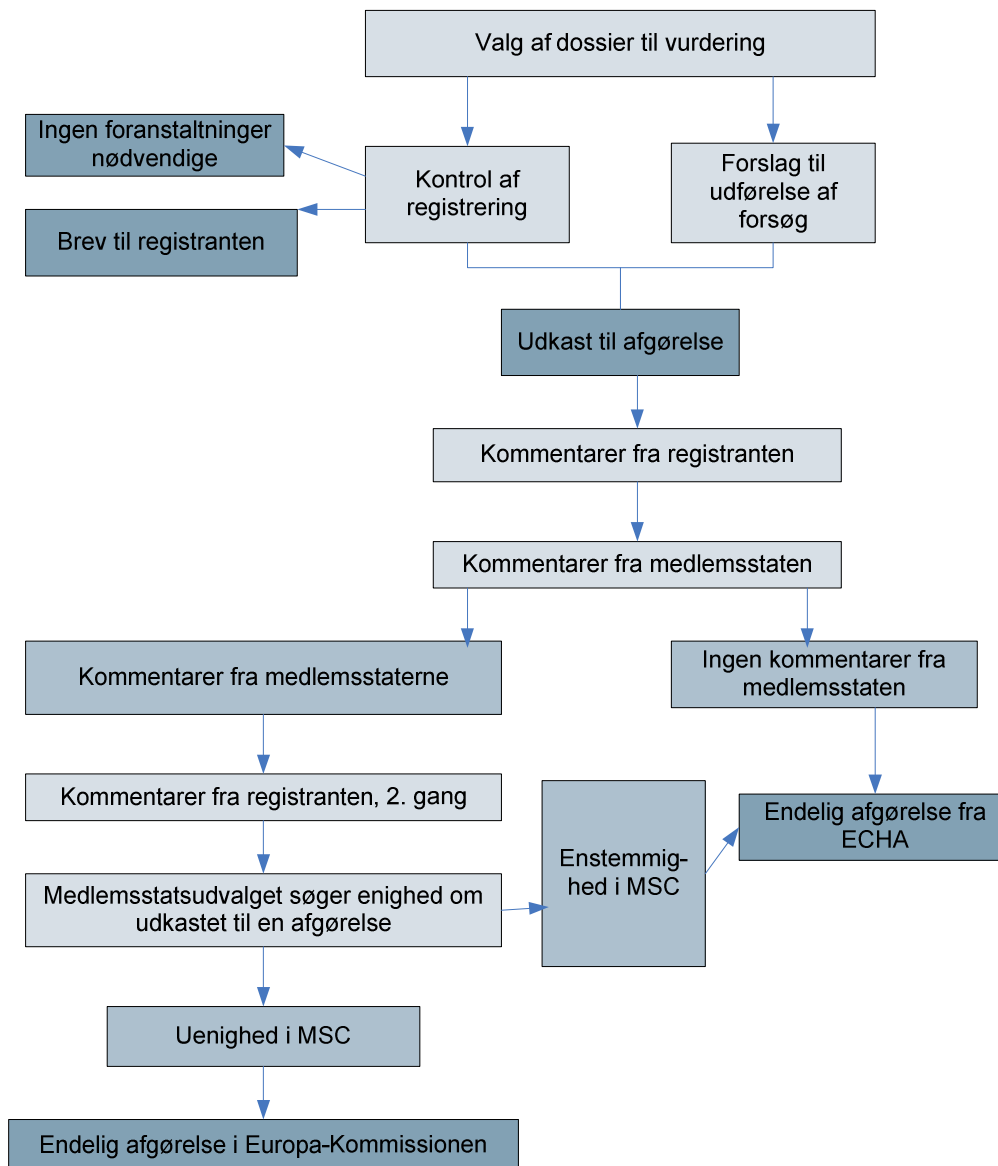 Valg af dossier til vurdering
Ingen foranstaltninger
nødvendige
Kontrol af
registrering
Forslag til
udførelse af
forsøg
Brev til registranten
Udkast til afgørelse
Kommentarer fra registranten
Kommentarer fra medlemsstaten
Kommentarer fra medlemsstaterne
Ingen kommentarer fra
medlemsstaten
Kommentarer fra registranten, 2. gang
Enstemmig-
hed i MSC
Endelig afgørelse fra
ECHA
Medlemsstatsudvalget søger enighed om
udkastet til en afgørelse
Uenighed i MSC
Endelig afgørelse i Europa-Kommissionen